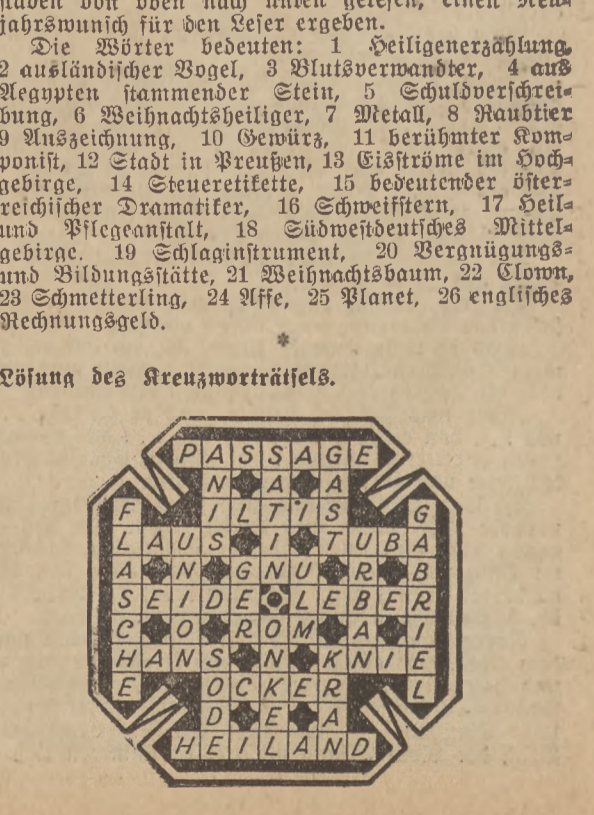 staben von oben nach unten gelesen, einen Neu=
jahrswunsch für den Leser ergeben.
Die Wörter bedeuten: 1 Heiligenerzählung,
2 ausländischer Vogel, 3 Blutsverwandter, 4 aus
Aegypten stammender Stein, 5 Schuldverschrei=
bung, 6 Weihnachtsheiliger, 7 Metall, 8 Raubtier
9 Auszeichnung, 10 Gewürz, 11 berühmter Kom=
ponist, 12 Stadt in Preußen, 13 Eisströme im Hoch=
gebirge, 14 Steueretikette, 15 bedeutender öster=
reichischer Dramatiker, 16 Schweifstern, 17 Heil=
und Pflegeanstalt, 18 Südwestdeutsches Mittel=
gebirge. 19 Schlaginstrument, 20 Vergnügungs=
und Bildungsstätte, 21 Weihnachtsbaum, 22 Clown,
23 Schmetterling, 24 Affe, 25 Planet, 26 englisches
Rechnungsgeld.
*
Lösung des Kreuzworträtsels.
PASSAGE
N A A
F ILTIS G
LAUS I TUBA
A N GNU R B
SEIDE LEBER
C O ROM A I
HANS N KNIE
E OCKER L
D E A
HEILAND